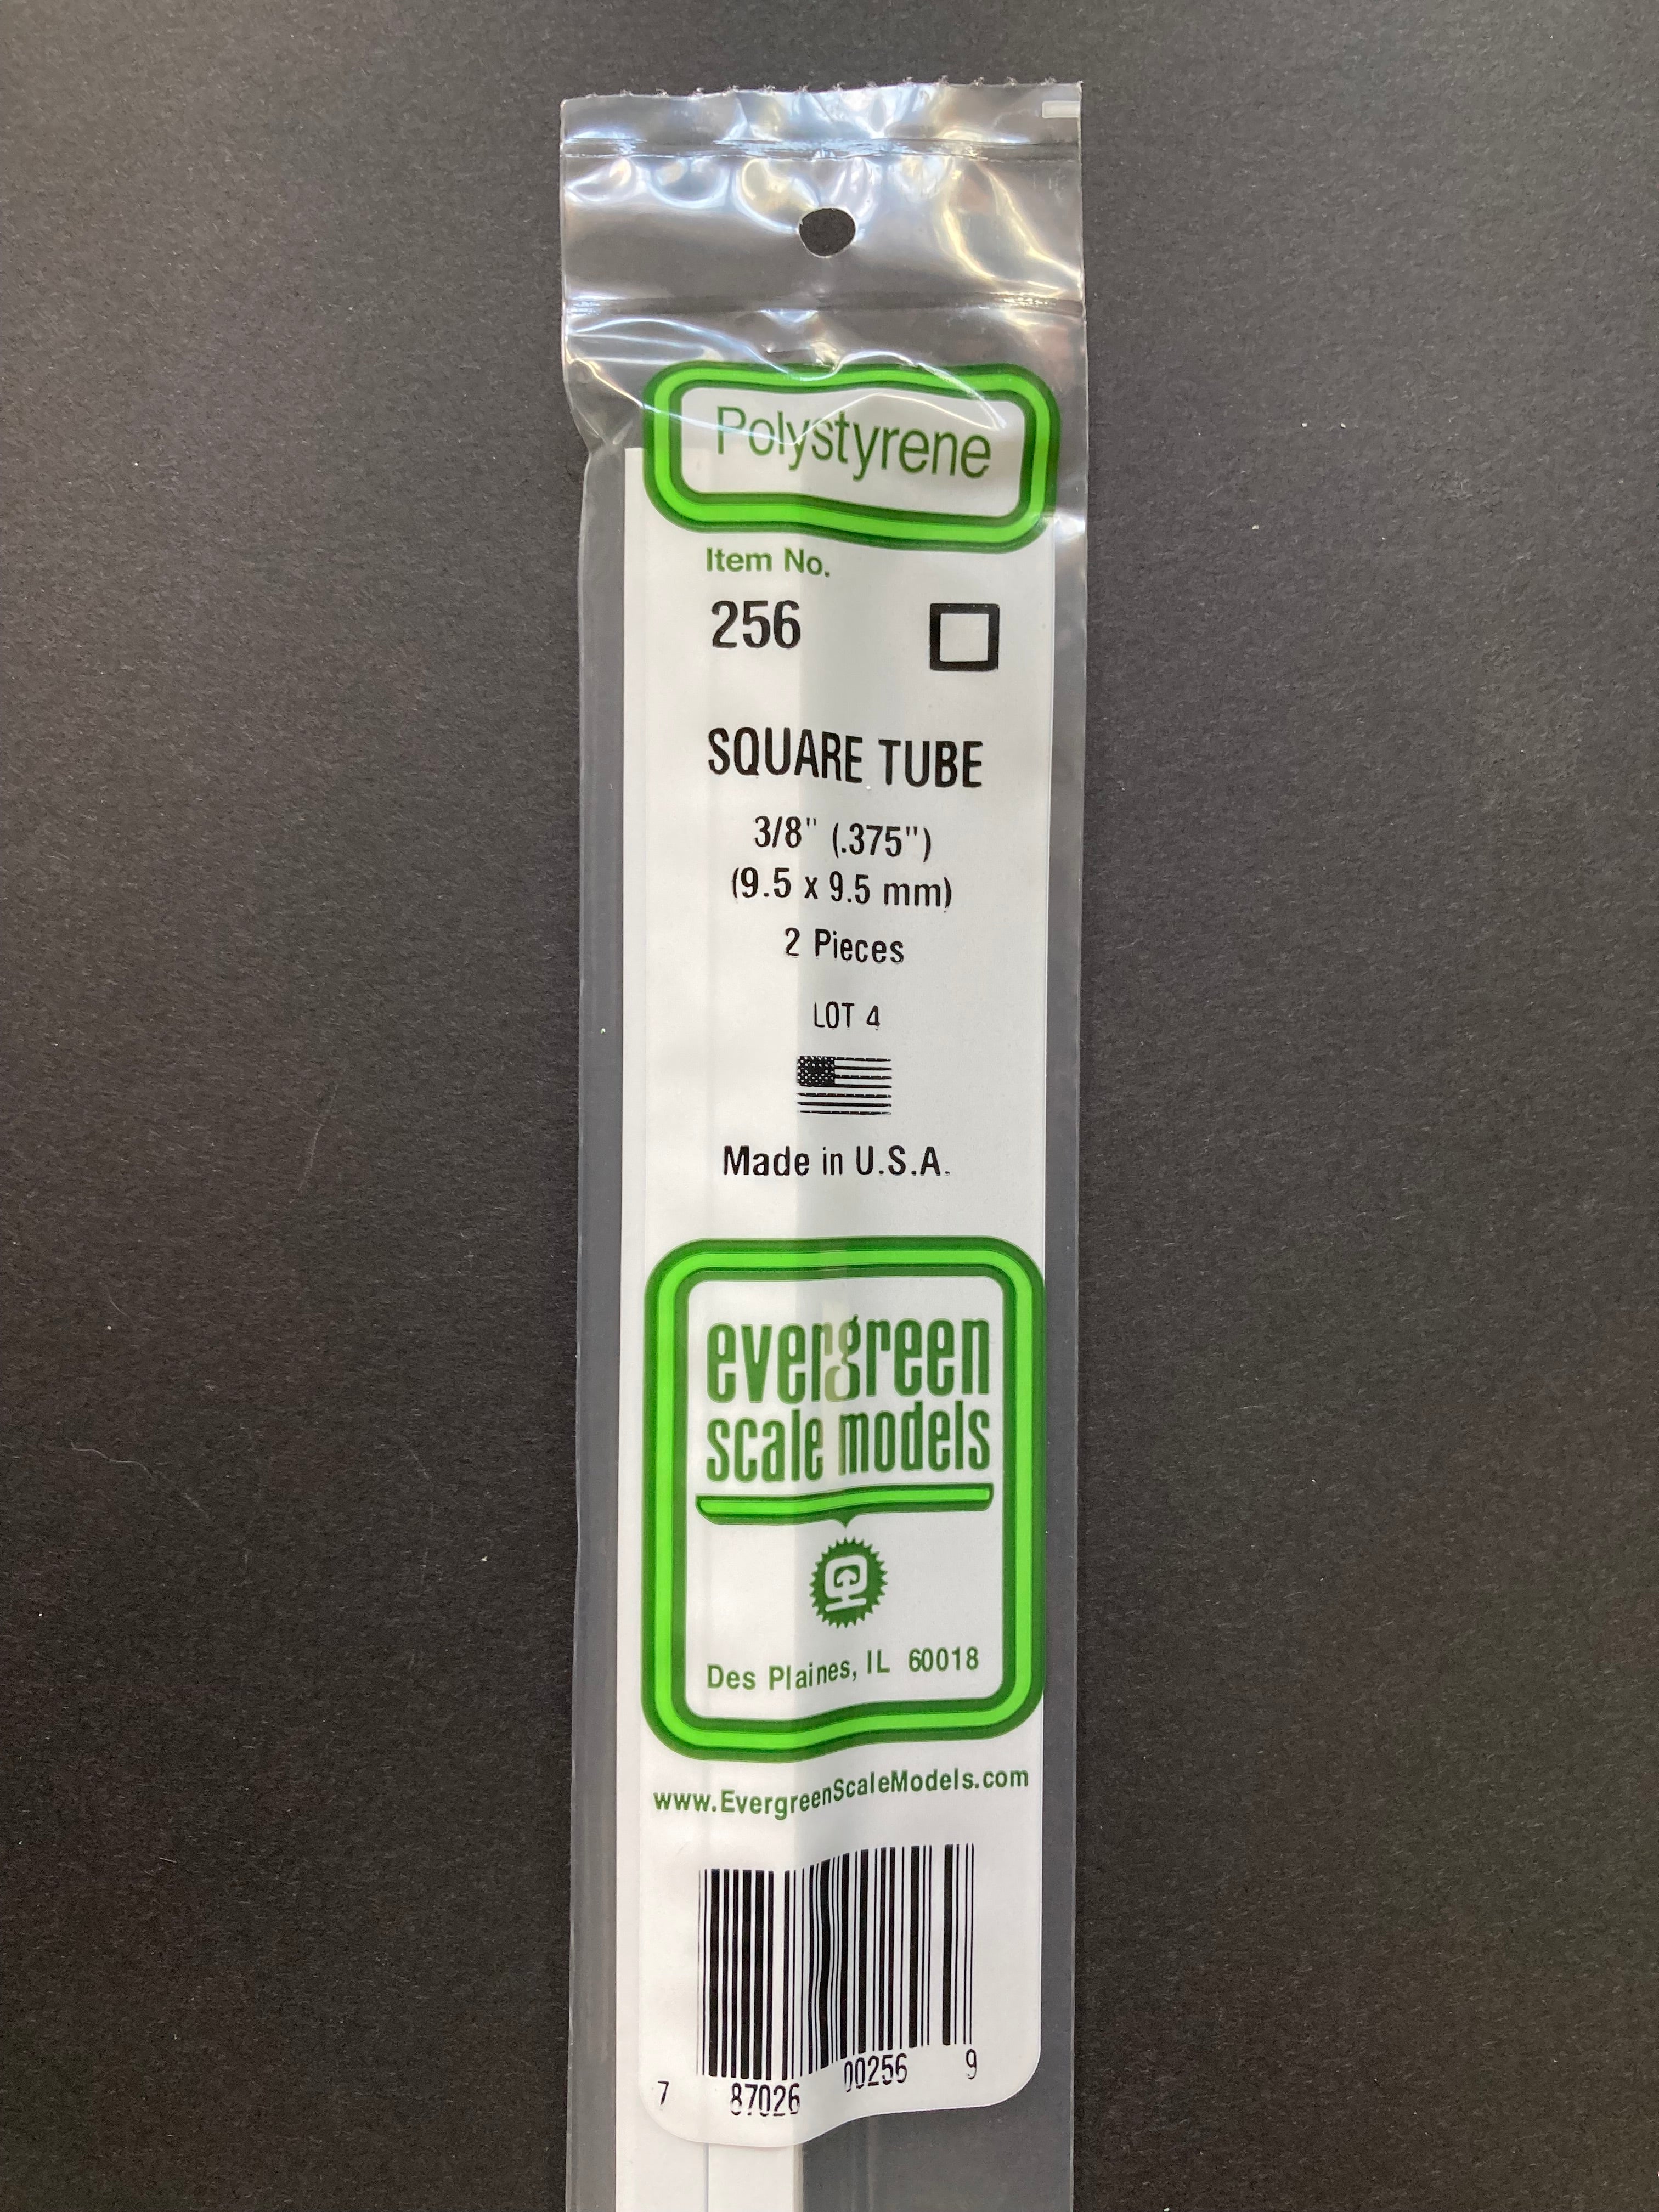 Polystyrene
Item No.
256
SQUARE TUBE
3/8" (.375")
(9.5 x 9.5 mm)
2 Pieces
LOT 4
Made in U.S.A.
evergreen
scale models
Des Plaines, IL 60018
www.EvergreenScaleModels.com
7 87026 00256 9